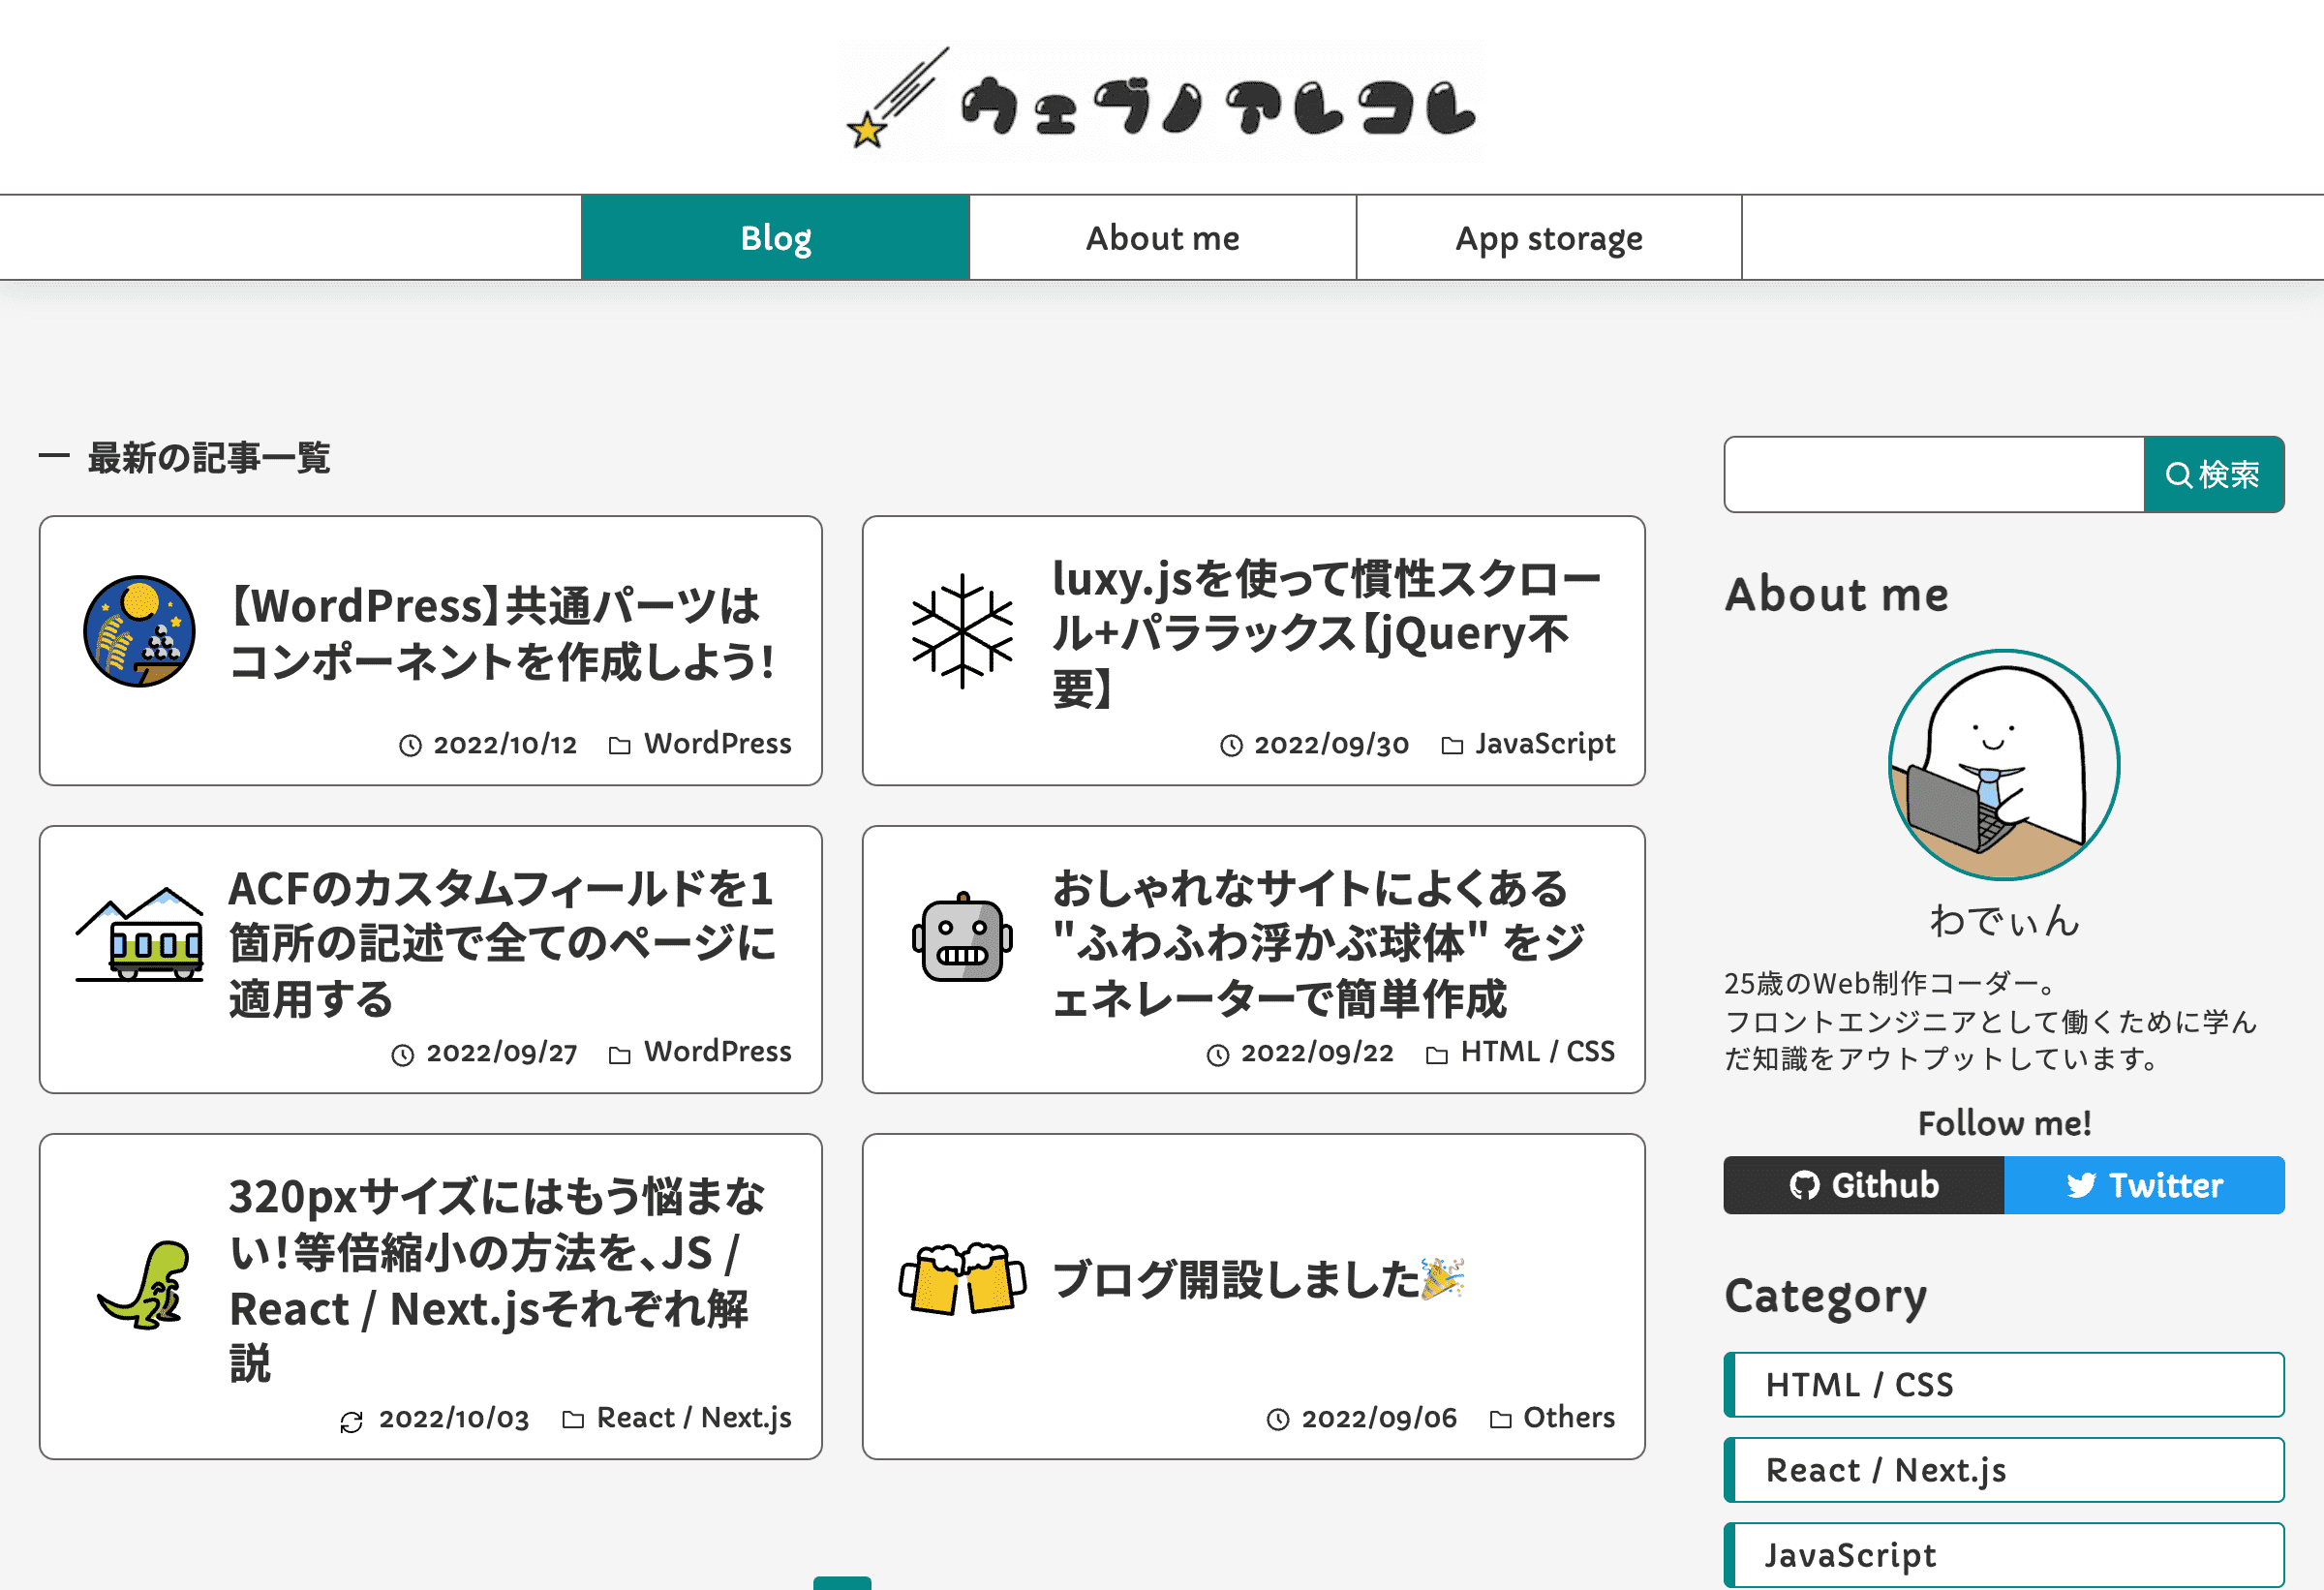 ウェブノアレコレ
Blog
About me
App storage
最新の記事一覧
【WordPress】共通パーツは
コンポーネントを作成しよう!
2022/10/12 WordPress
luxy.jsを使って慣性スクロー
ル+パララックス【jQuery不
要】
2022/09/30 JavaScript
ACFのカスタムフィールドを1
箇所の記述で全てのページに
適用する
2022/09/27 WordPress
おしゃれなサイトによくある
"ふわふわ浮かぶ球体" をジ
ェネレーターで簡単作成
2022/09/22 HTML / CSS
320pxサイズにはもう悩まな
い!等倍縮小の方法を、JS /
React / Next.jsそれぞれ解
説
2022/10/03 React / Next.js
ブログ開設しました🎉
2022/09/06 Others
検索
About me
わでぃん
25歳のWeb制作コーダー。
フロントエンジニアとして働くために学ん
だ知識をアウトプットしています。
Follow me!
Github
Twitter
Category
HTML / CSS
React / Next.js
JavaScript